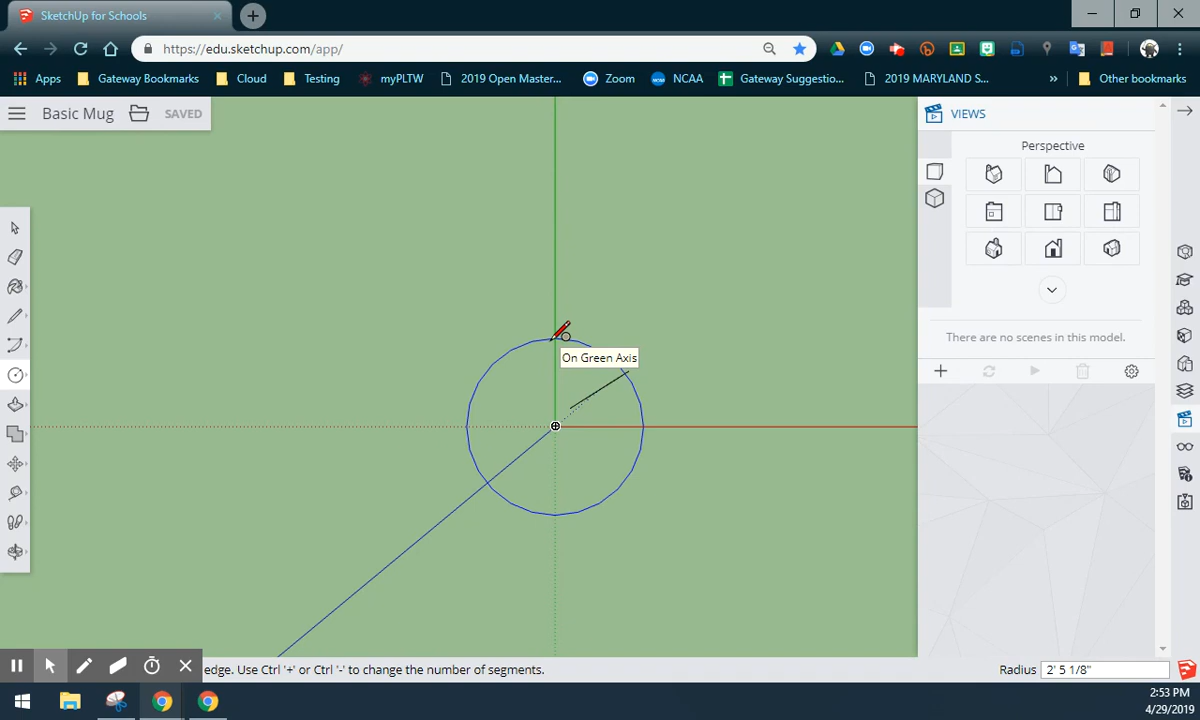 SketchUp for Schools
https://edu.sketchup.com/app/
Apps Gateway Bookmarks Cloud Testing myPLTW 2019 Open Master... Zoom NCAA Gateway Suggestio... 2019 MARYLAND S... » Other bookmarks
Basic Mug SAVED
VIEWS
Perspective
There are no scenes in this model.
On Green Axis
edge. Use Ctrl '+' or Ctrl '-' to change the number of segments.
Radius 2' 5 1/8"
2:53 PM
4/29/2019